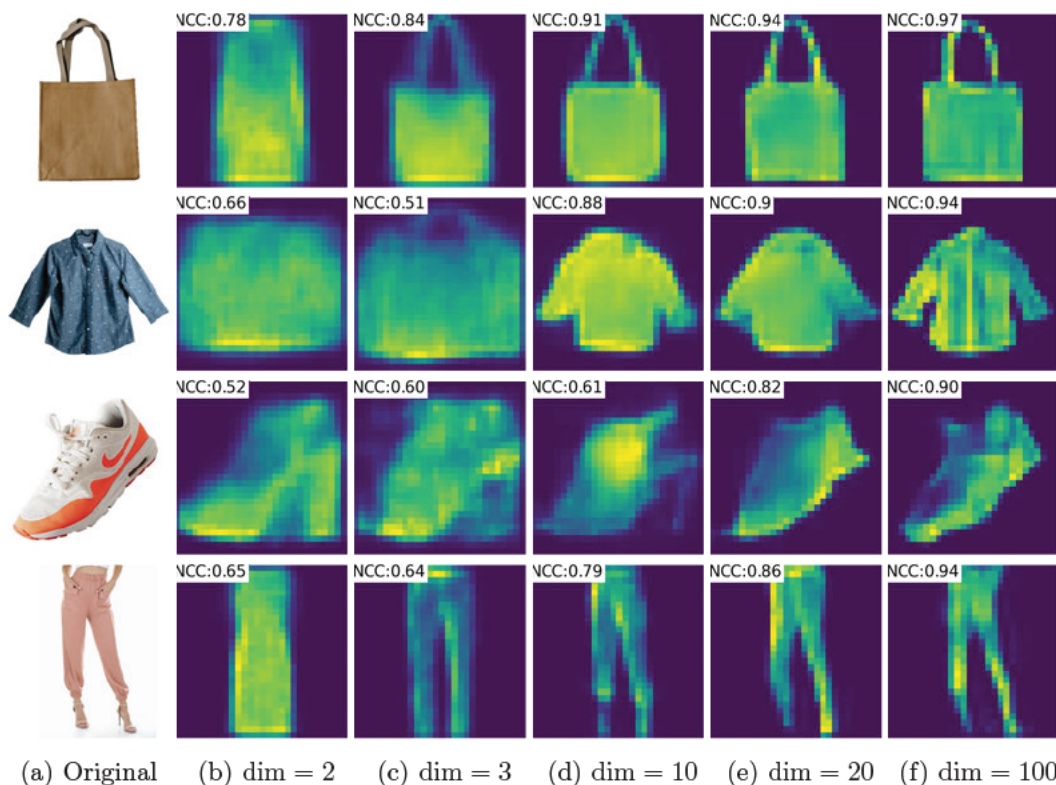 NCC:0.78 NCC:0.84 NCC:0.91 NCC:0.94 NCC:0.97
NCC:0.66 NCC:0.51 NCC:0.88 NCC:0.9 NCC:0.94
NCC:0.52 NCC:0.60 NCC:0.61 NCC:0.82 NCC:0.90
NCC:0.65 NCC:0.64 NCC:0.79 NCC:0.86 NCC:0.94
(a) Original (b) dim = 2 (c) dim = 3 (d) dim = 10 (e) dim = 20 (f) dim = 100